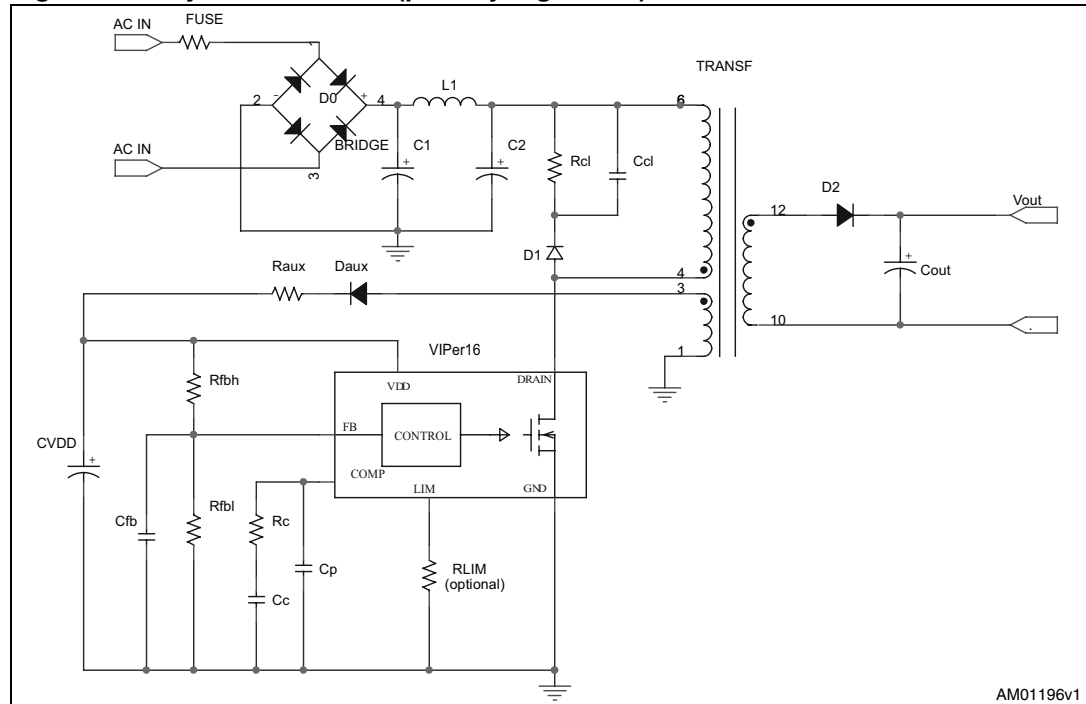 AC IN
FUSE
TRANSF
D0
2
4
L1
6
BRIDGE
AC IN
3
C1
C2
Rcl
Ccl
D2
12
Vout
D1
Cout
Raux
Daux
4
3
10
.
1
VIPer16
Rfbh
VDD
DRAIN
FB
CONTROL
CVDD
COMP
LIM
GND
Cfb
Rfbl
Rc
Cp
RLIM
(optional)
Cc
AM01196v1